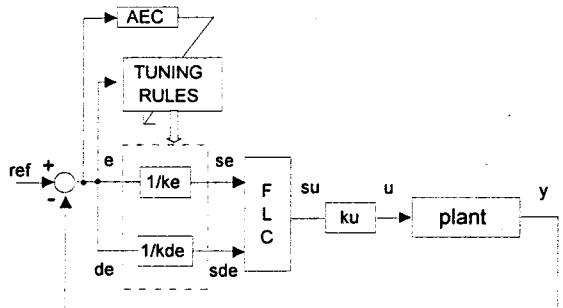 AEC
TUNING
RULES
ref
+
-
e
1/ke
se
de
1/kde
sde
F
L
C
su
ku
u
plant
y